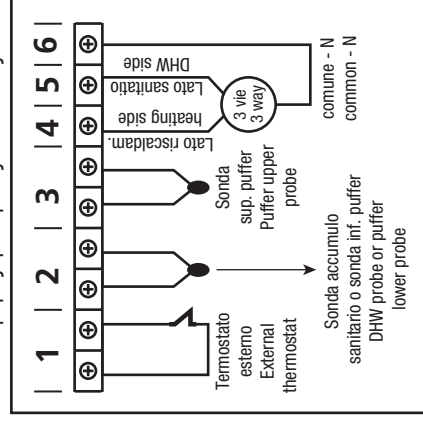 1
2
3
4
5
6
Termostato
esterno
External
thermostat
Sonda accumulo
sanitario o sonda inf. puffer
DHW probe or puffer
lower probe
Sonda
sup. puffer
Puffer upper
probe
Lato riscaldam.
heating side
Lato sanitatio
DHW side
3 vie
3 way
comune - N
common - N